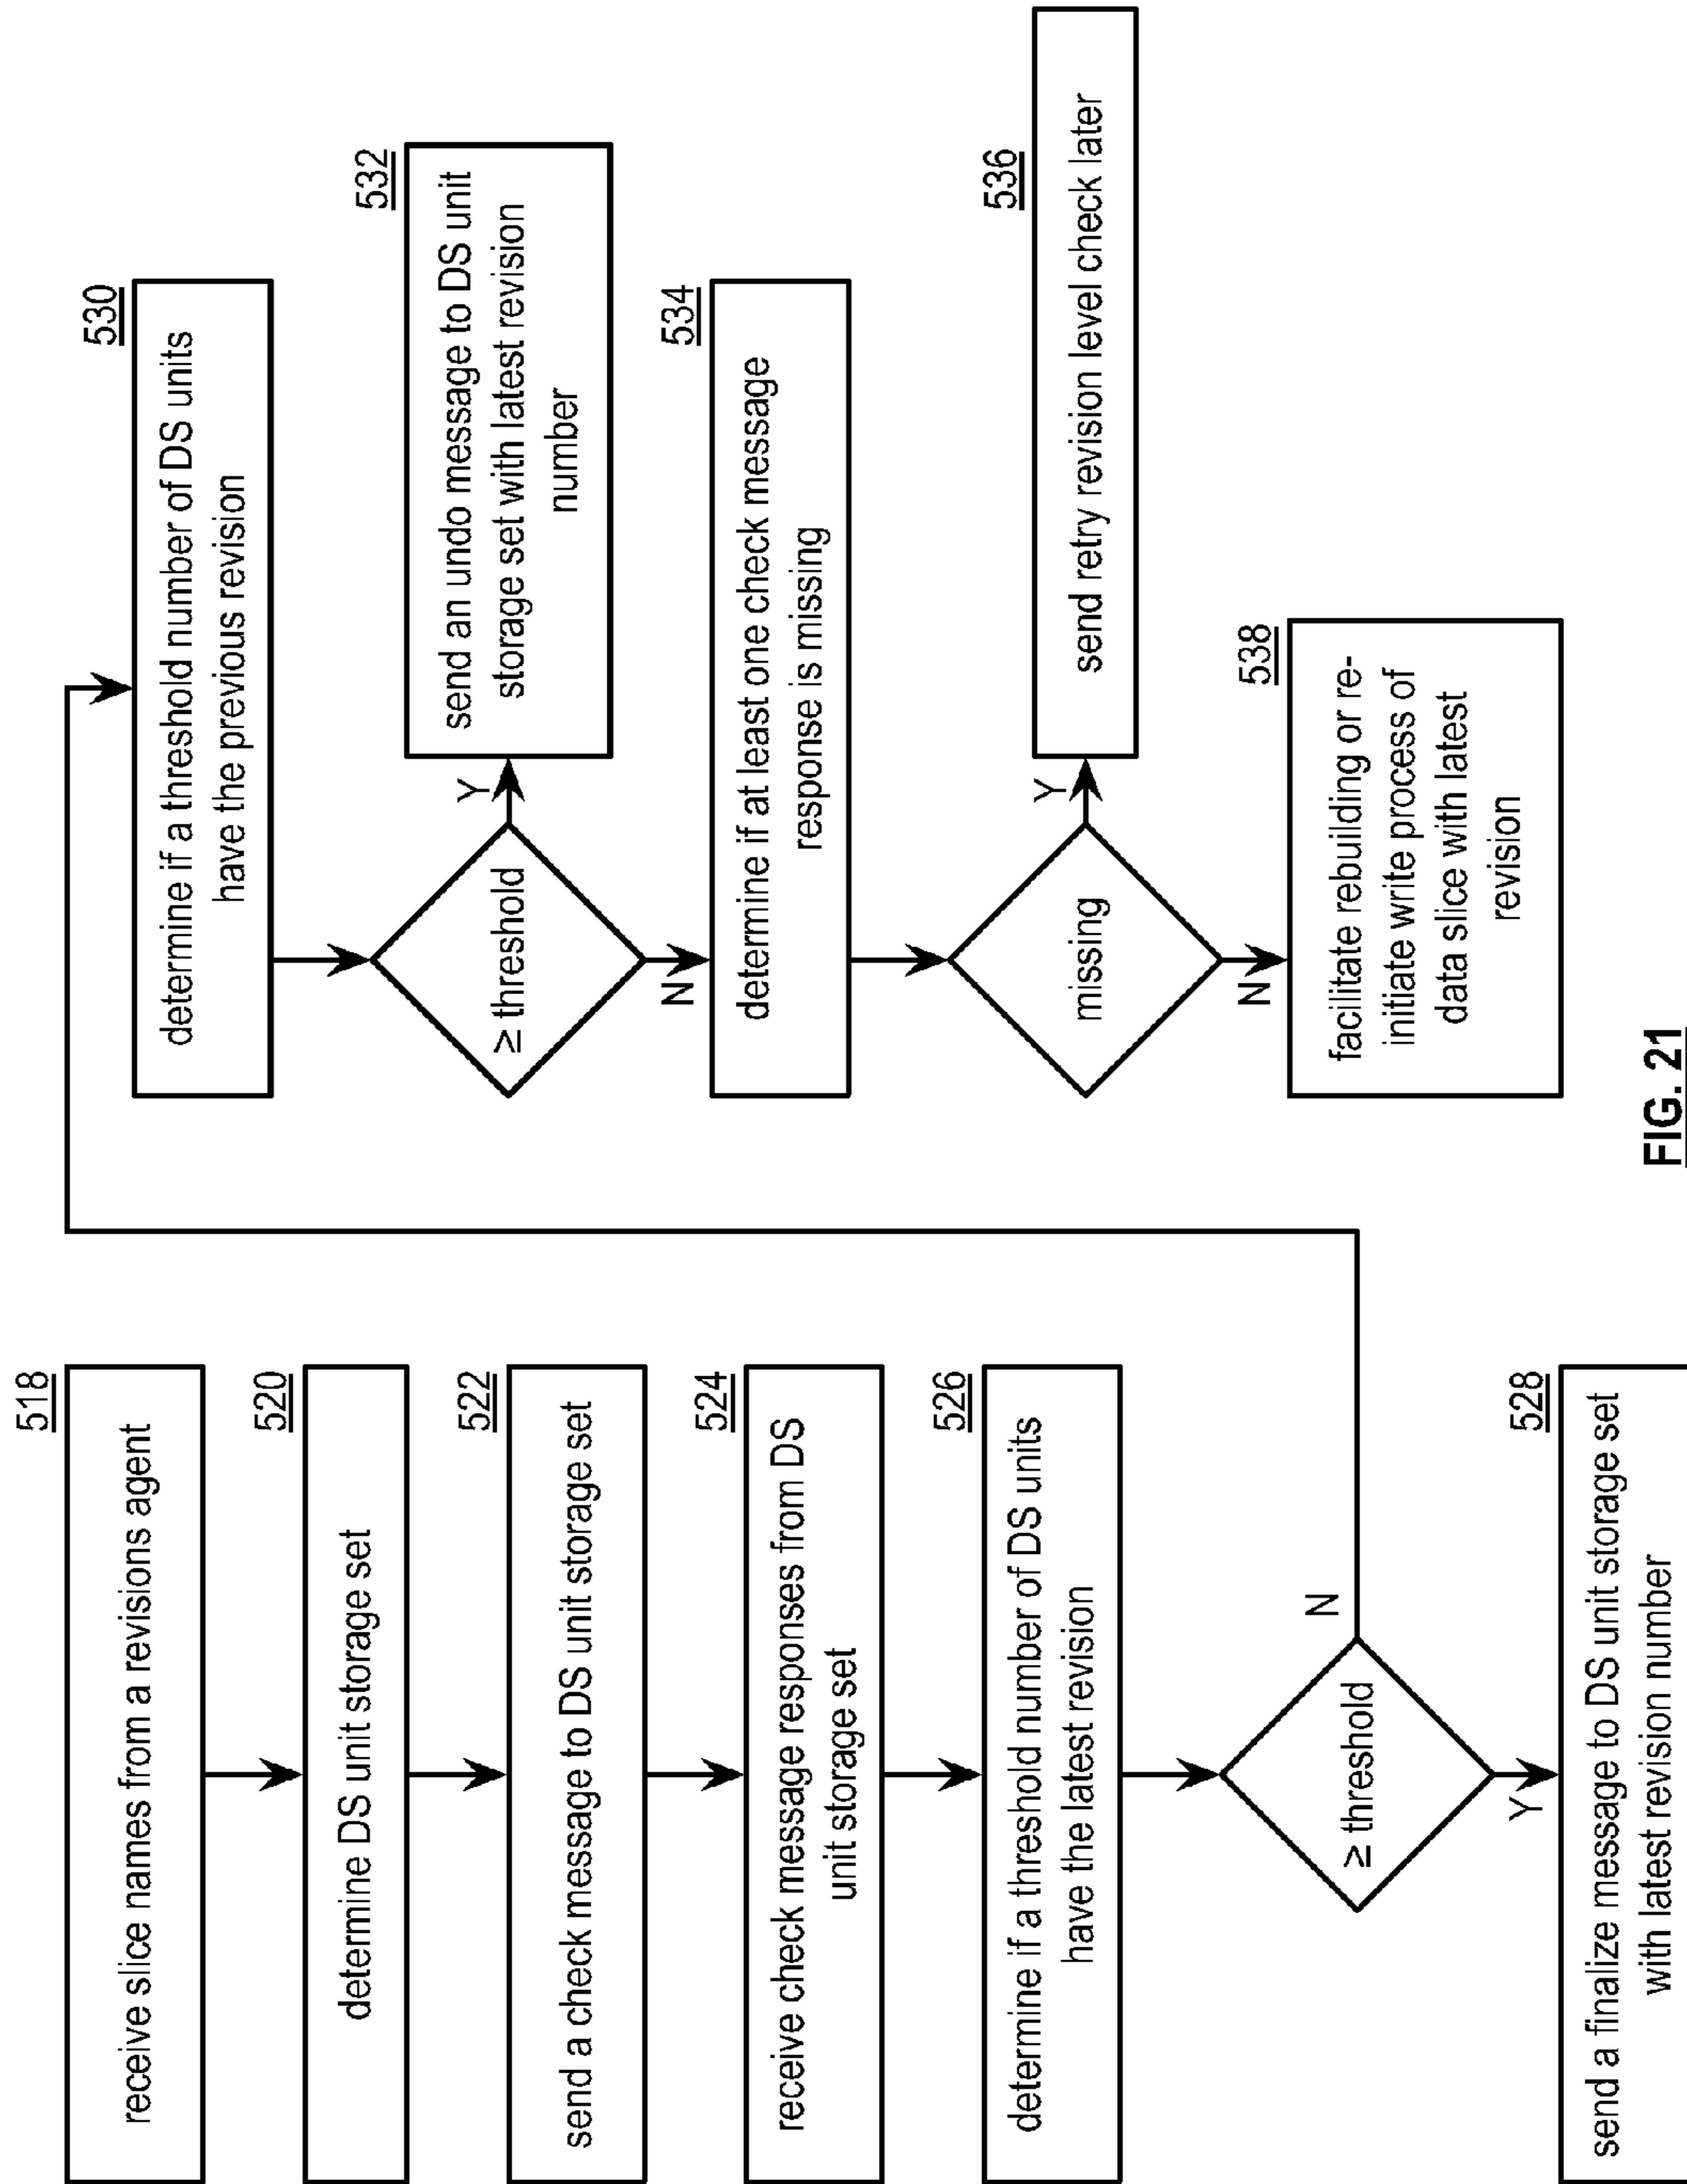 518
receive slice names from a revisions agent
520
determine DS unit storage set
522
send a check message to DS unit storage set
524
receive check message responses from DS
unit storage set
526
determine if a threshold number of DS units
have the latest revision
≥ threshold
N
Y
528
send a finalize message to DS unit storage set
with latest revision number
530
determine if a threshold number of DS units
have the previous revision
≥ threshold
Y
532
send an undo message to DS unit
storage set with latest revision
number
N
534
determine if at least one check message
response is missing
missing
Y
536
send retry revision level check later
N
538
facilitate rebuilding or re-
initiate write process of
data slice with latest
revision
FIG. 21